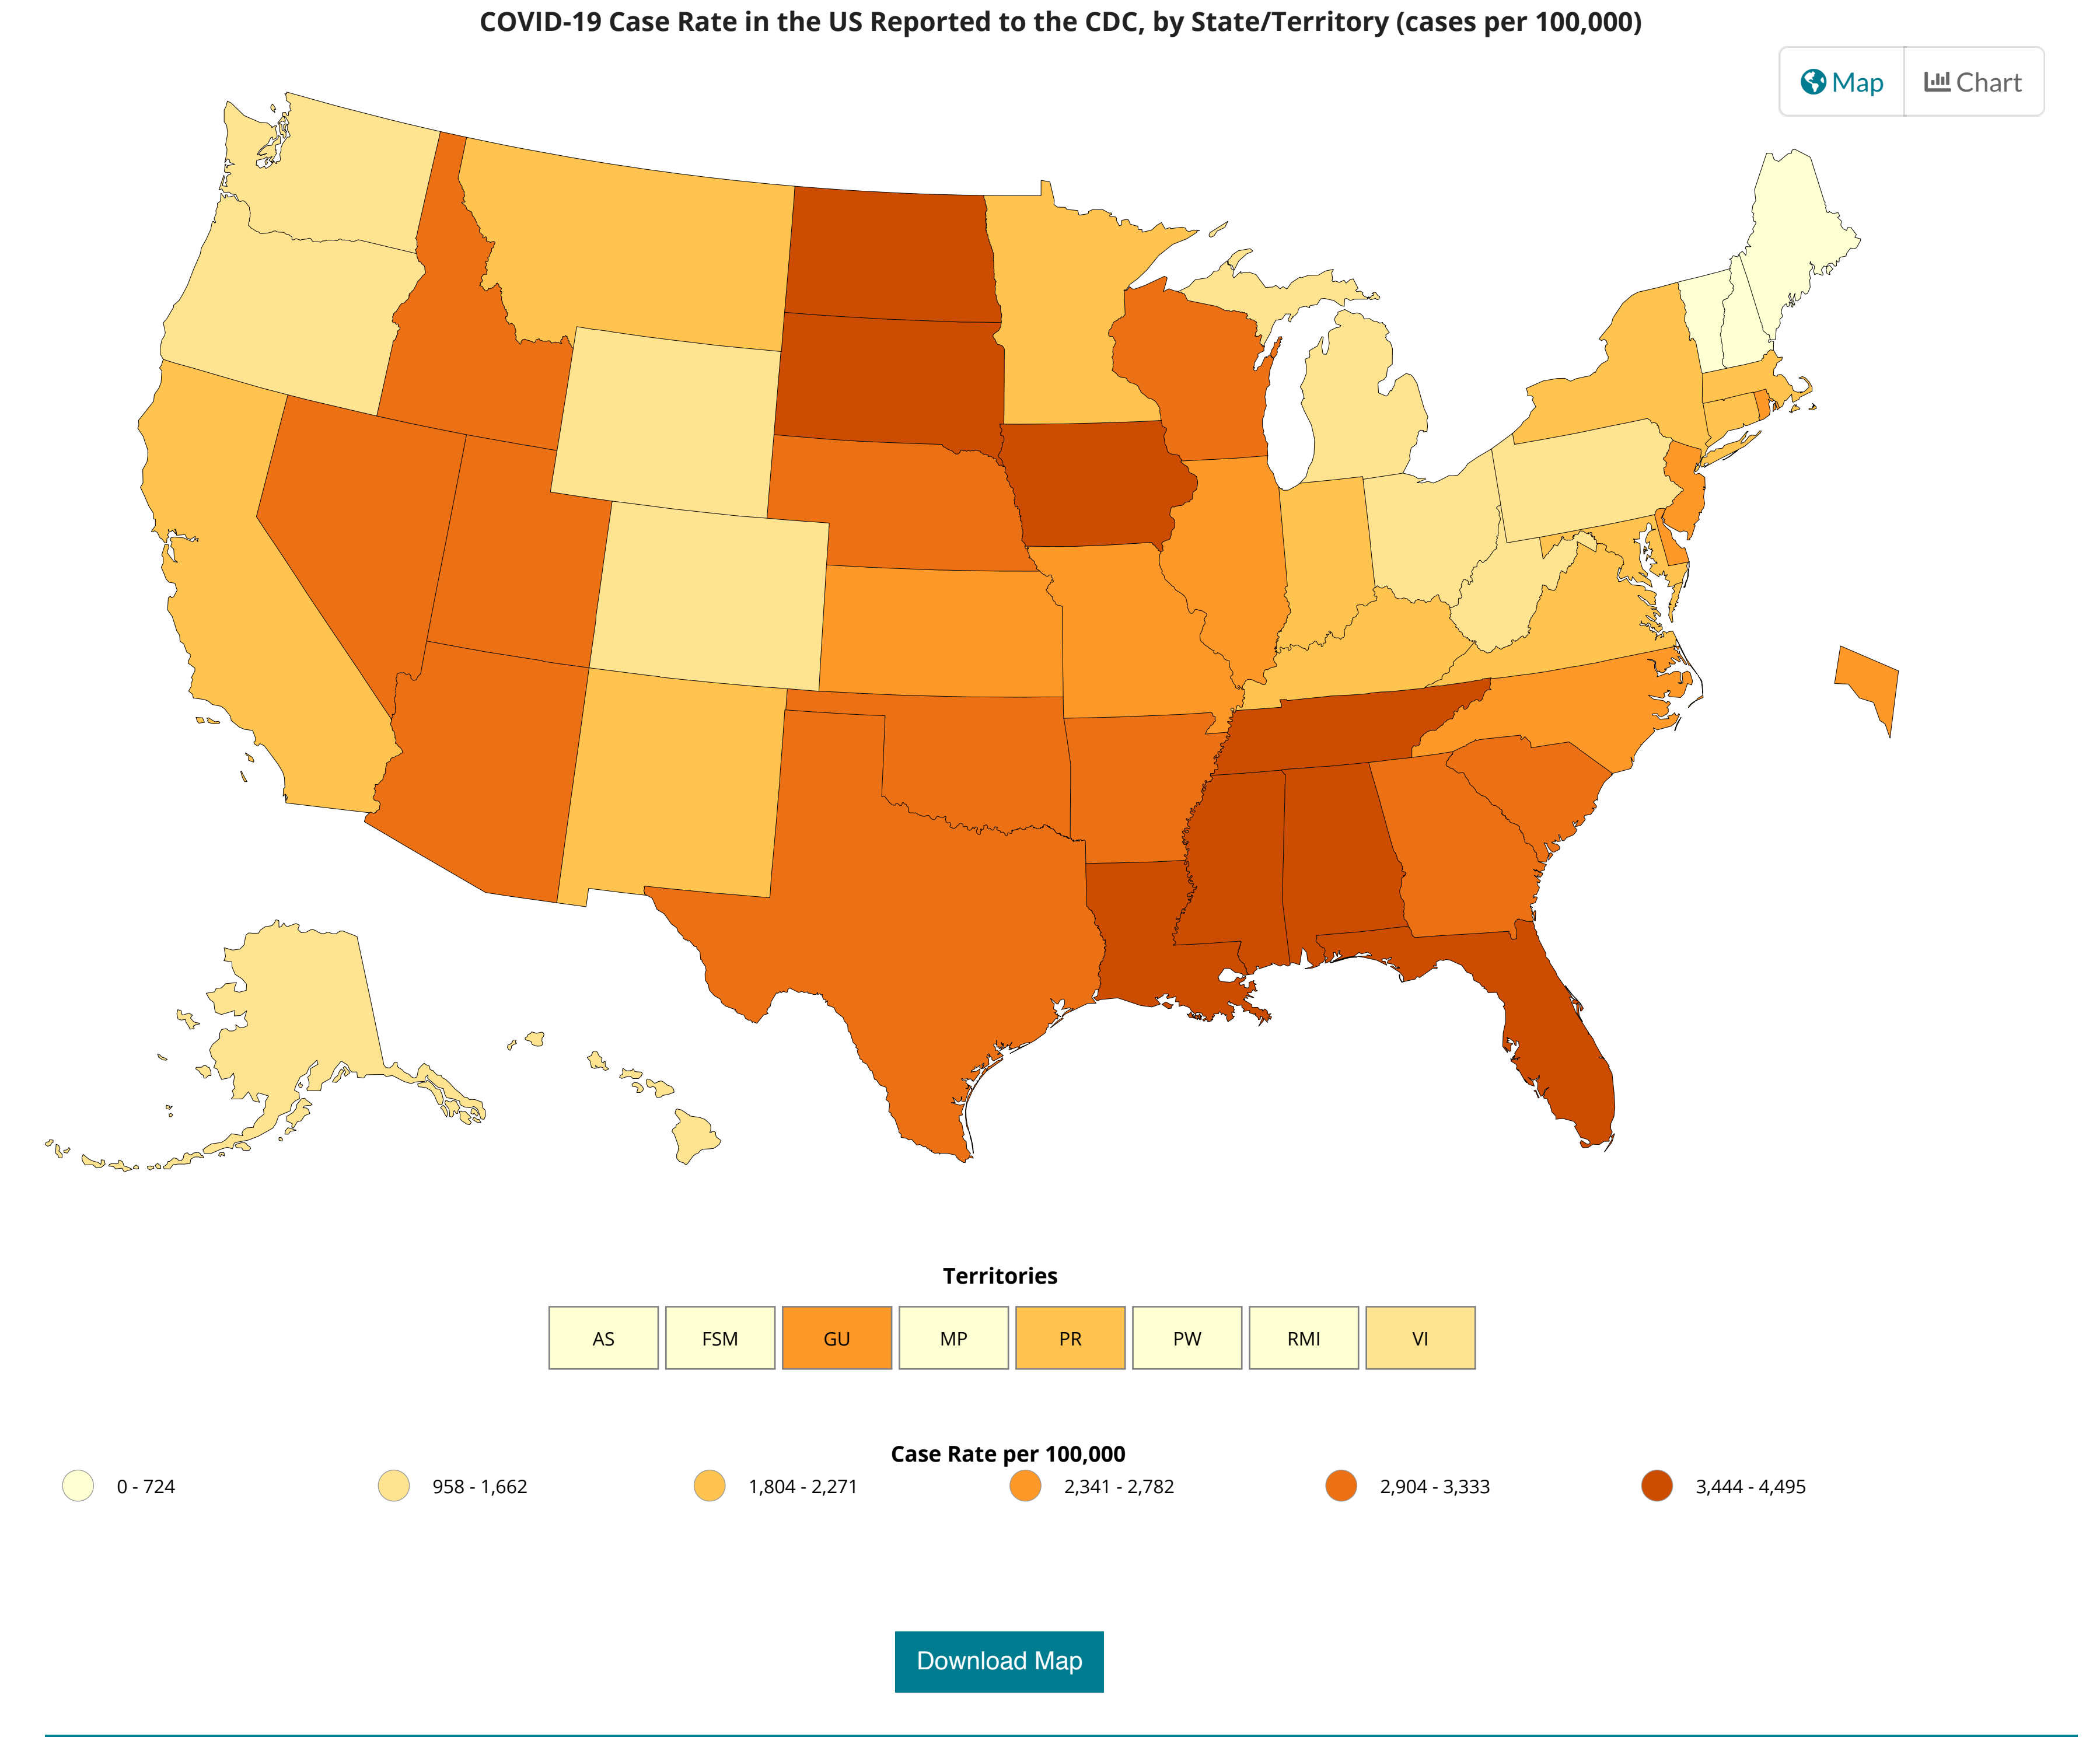 COVID-19 Case Rate in the US Reported to the CDC, by State/Territory (cases per 100,000)
Map Chart
Territories
AS FSM GU MP PR PW RMI VI
Case Rate per 100,000
0 - 724 958 - 1,662 1,804 - 2,271 2,341 - 2,782 2,904 - 3,333 3,444 - 4,495
Download Map